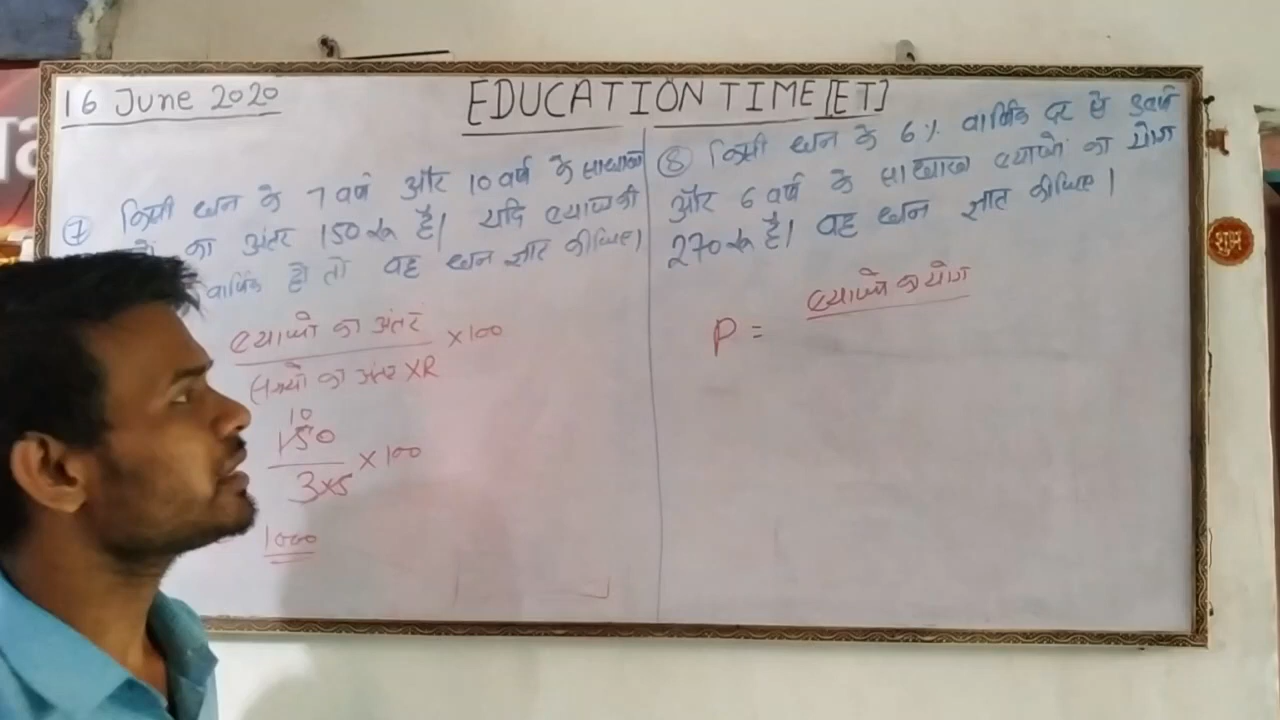 16 June 2020
EDUCATION TIME [ET]
⑦ किसी धन के 7 वर्ष और 10 वर्ष के साधारण
का अंतर 150 रू है। यदि ब्याज की
वार्षिक हो तो वह धन ज्ञात कीजिए।
ब्याजो का अंतर × 100
समयो का अंतर × R
10
150 × 100
3×5
1000
⑧ किसी धन के 6% वार्षिक दर से वर्ष
और 6 वर्ष के साधारण ब्याजो का योग
270 रू है। वह धन ज्ञात कीजिए।
ब्याजो का योग
P =
शुभ